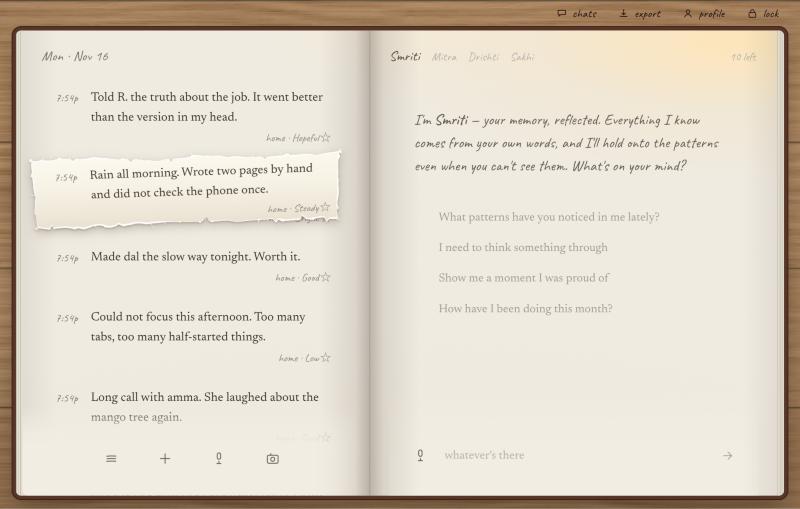 chats export profile lock
Mon · Nov 16
7:54p Told R. the truth about the job. It went better
than the version in my head.
home · Hopeful
7:54p Rain all morning. Wrote two pages by hand
and did not check the phone once.
home · Steady
7:54p Made dal the slow way tonight. Worth it.
home · Good
7:54p Could not focus this afternoon. Too many
tabs, too many half-started things.
home · Low
7:54p Long call with amma. She laughed about the
mango tree again.
Smriti Mitra Drishti Sakhi 10 left
I'm Smriti — your memory, reflected. Everything I know
comes from your own words, and I'll hold onto the patterns
even when you can't see them. What's on your mind?
What patterns have you noticed in me lately?
I need to think something through
Show me a moment I was proud of
How have I been doing this month?
whatever's there